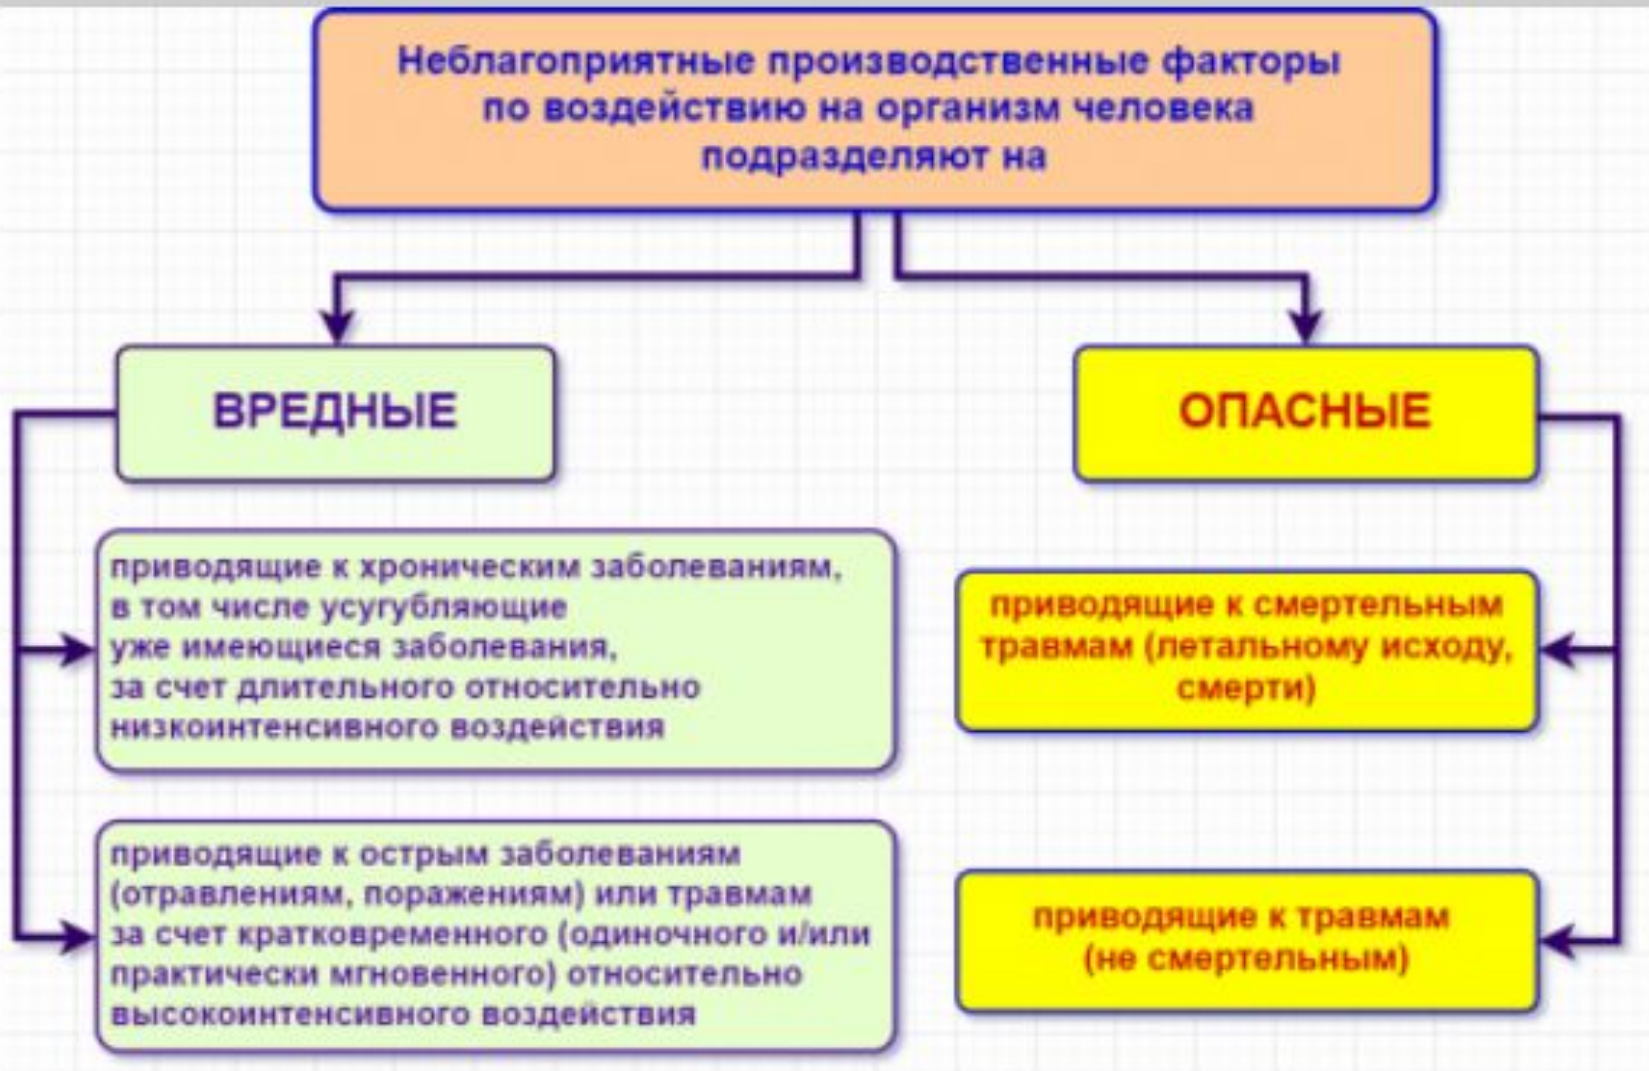 Неблагоприятные производственные факторы
по воздействию на организм человека
подразделяют на
ВРЕДНЫЕ
приводящие к хроническим заболеваниям,
в том числе усугубляющие
уже имеющиеся заболевания,
за счет длительного относительно
низкоинтенсивного воздействия
приводящие к острым заболеваниям
(отравлениям, поражениям) или травмам
за счет кратковременного (одиночного и/или
практически мгновенного) относительно
высокоинтенсивного воздействия
ОПАСНЫЕ
приводящие к смертельным
травмам (летальному исходу,
смерти)
приводящие к травмам
(не смертельным)